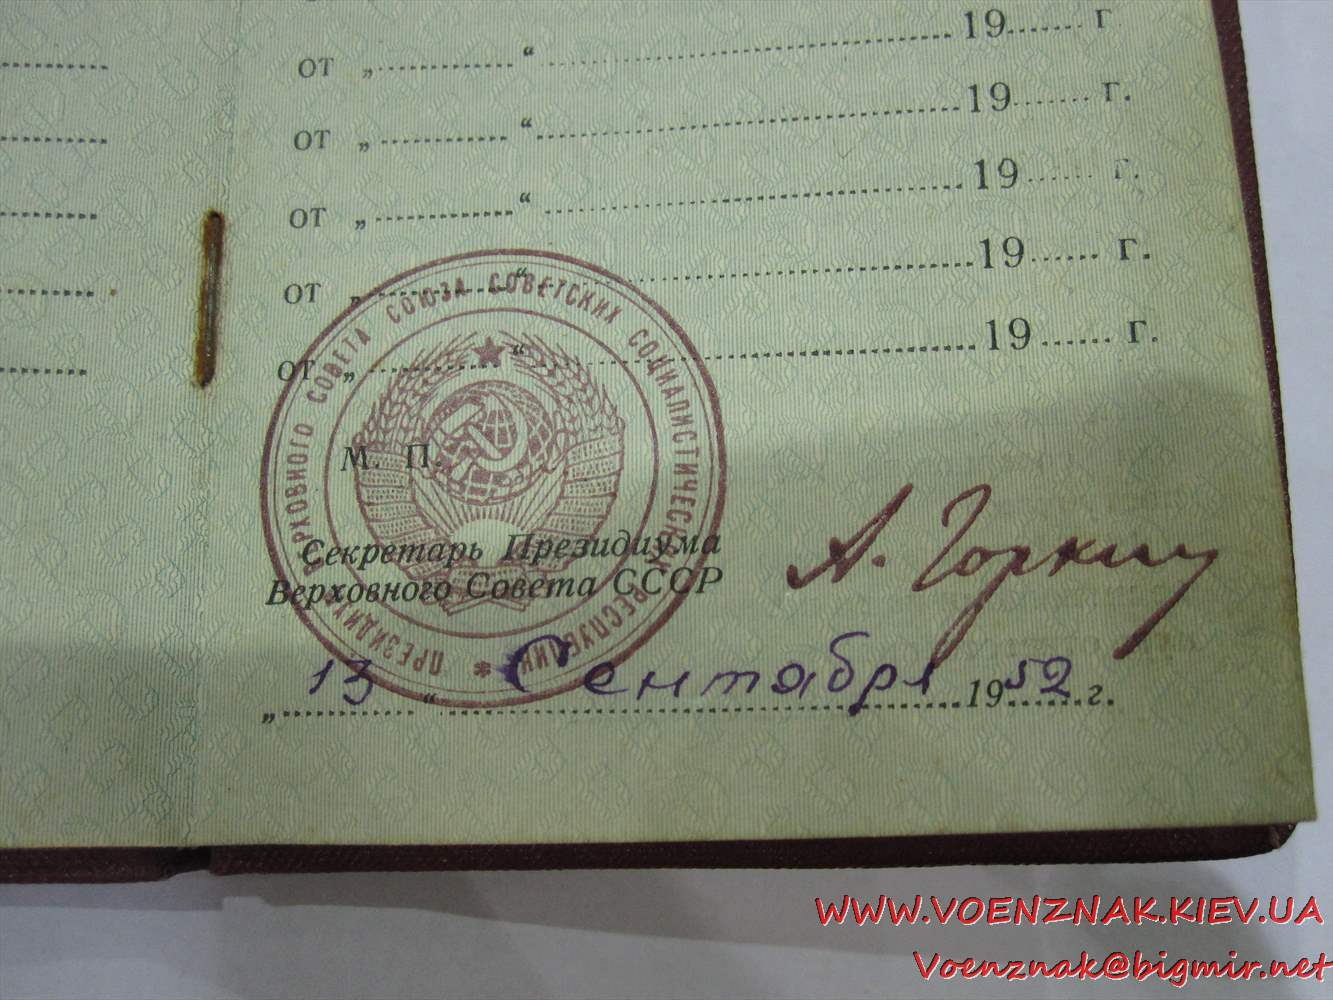 от „ “ 19 г
от „ “ 19 г.
от „ “ 19 г.
от „ “ 19 г.
от „ “ 19 г.
ПРЕЗИДИУМ ВЕРХОВНОГО СОВЕТА СОЮЗА СОВЕТСКИХ СОЦИАЛИСТИЧЕСКИХ РЕСПУБЛИК *
М. П.
Секретарь Президиума
Верховного Совета СССР
А. Горкин
„ 13 “ Сентября 1952 г.
WWW.VOENZNAK.KIEV.UA
Voenznak@bigmir.net